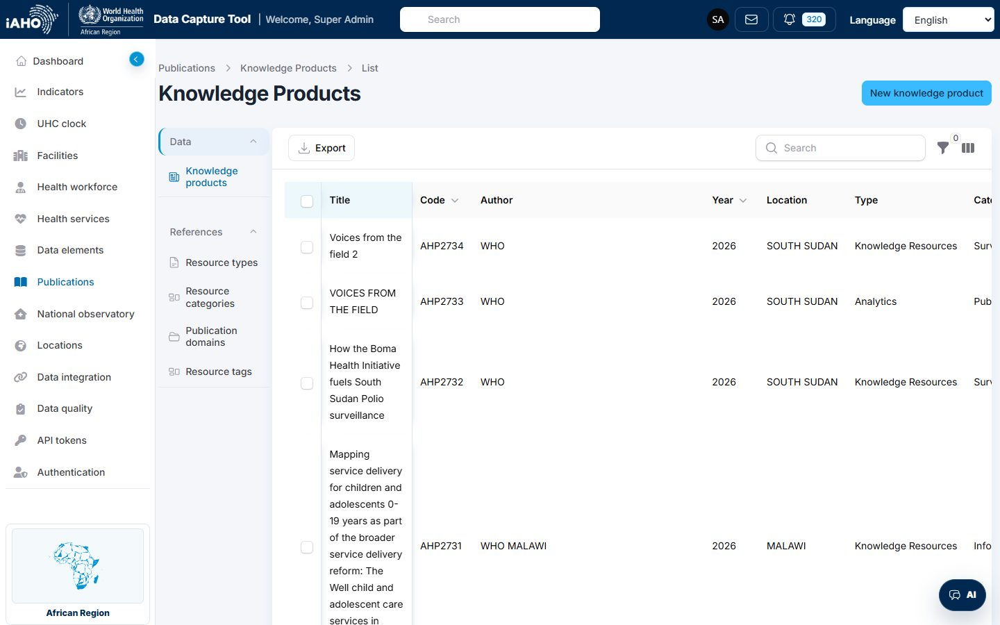 iAHO
World Health
Organization
African Region
Data Capture Tool
Welcome, Super Admin
Search
SA
320
Language
English
Dashboard
Indicators
UHC clock
Facilities
Health workforce
Health services
Data elements
Publications
National observatory
Locations
Data integration
Data quality
API tokens
Authentication
African Region
Publications
Knowledge Products
List
Knowledge Products
New knowledge product
Data
Knowledge
products
References
Resource types
Resource
categories
Publication
domains
Resource tags
Export
Search
0
Title
Code
Author
Year
Location
Type
Cat
Voices from the
field 2
AHP2734
WHO
2026
SOUTH SUDAN
Knowledge Resources
Surv
VOICES FROM
THE FIELD
AHP2733
WHO
2026
SOUTH SUDAN
Analytics
Pub
How the Boma
Health Initiative
fuels South
Sudan Polio
surveillance
AHP2732
WHO
2026
SOUTH SUDAN
Knowledge Resources
Surv
Mapping
service delivery
for children and
adolescents 0-
19 years as part
of the broader
service delivery
reform: The
Well child and
adolescent care
services in
AHP2731
WHO MALAWI
2026
MALAWI
Knowledge Resources
Info
AI